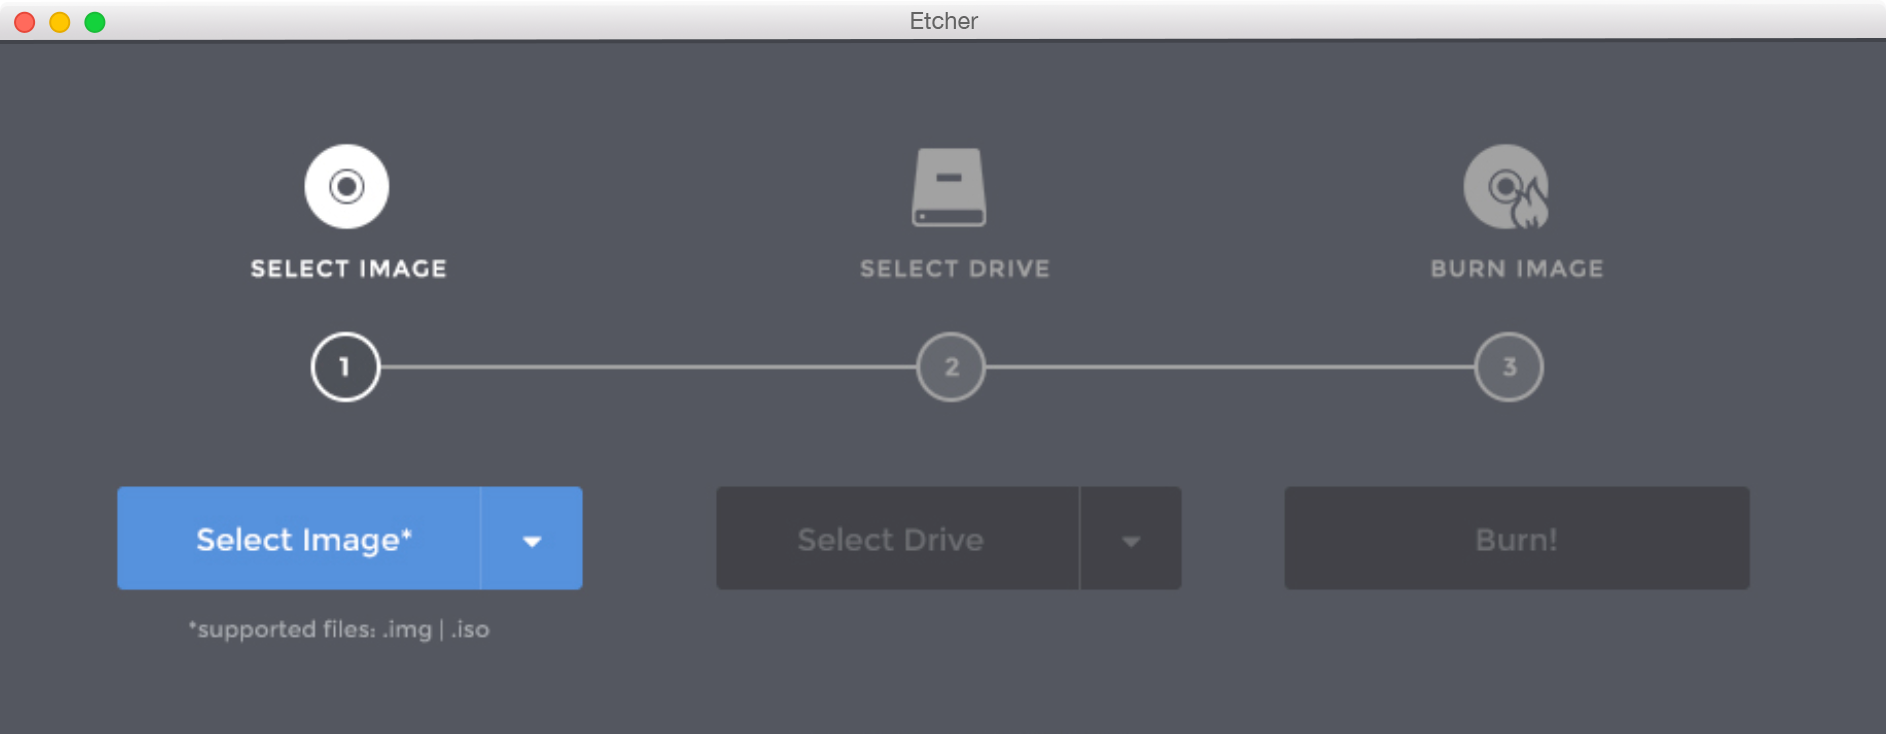 Etcher
SELECT IMAGE
SELECT DRIVE
BURN IMAGE
1
2
3
Select Image*
Select Drive
Burn!
*supported files: .img | .iso